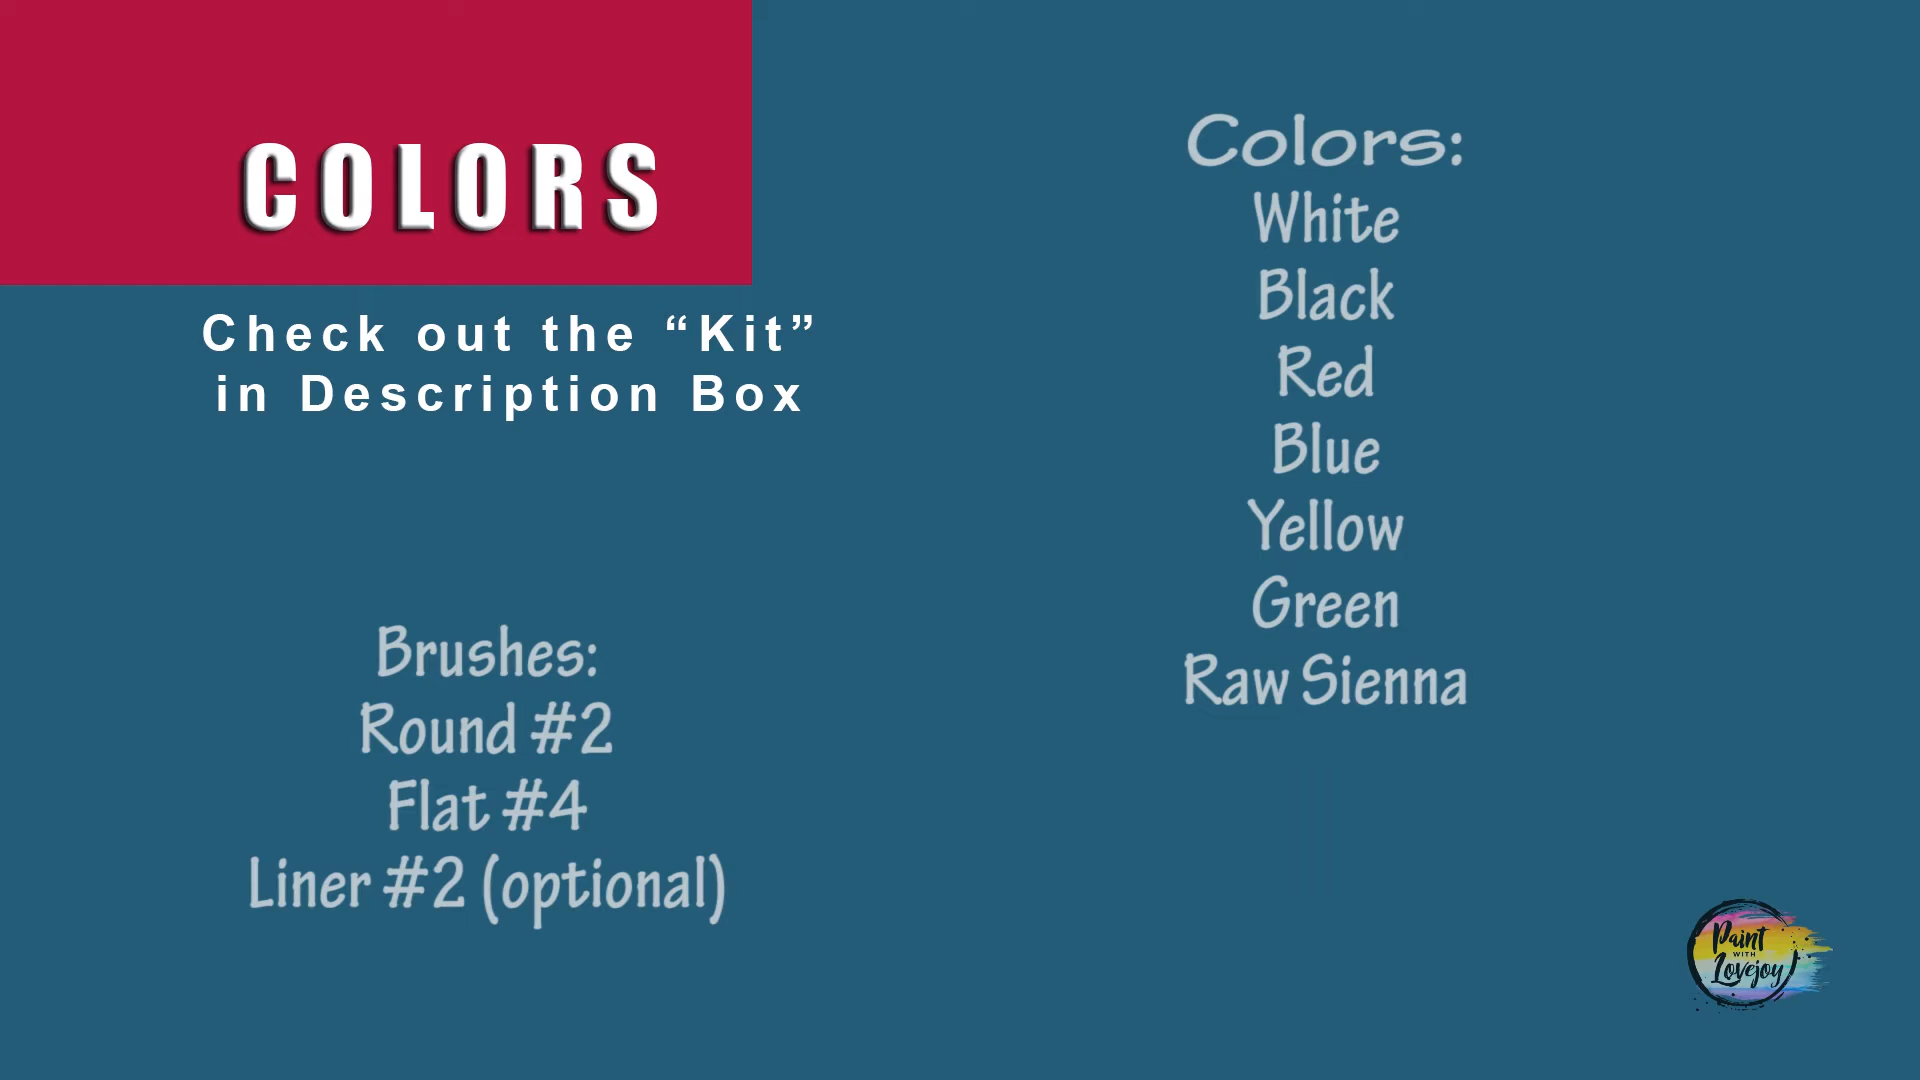 COLORS
Check out the “Kit”
in Description Box
Brushes:
Round #2
Flat #4
Liner #2 (optional)
Colors:
White
Black
Red
Blue
Yellow
Green
Raw Sienna
Paint
WITH
Lovejoy